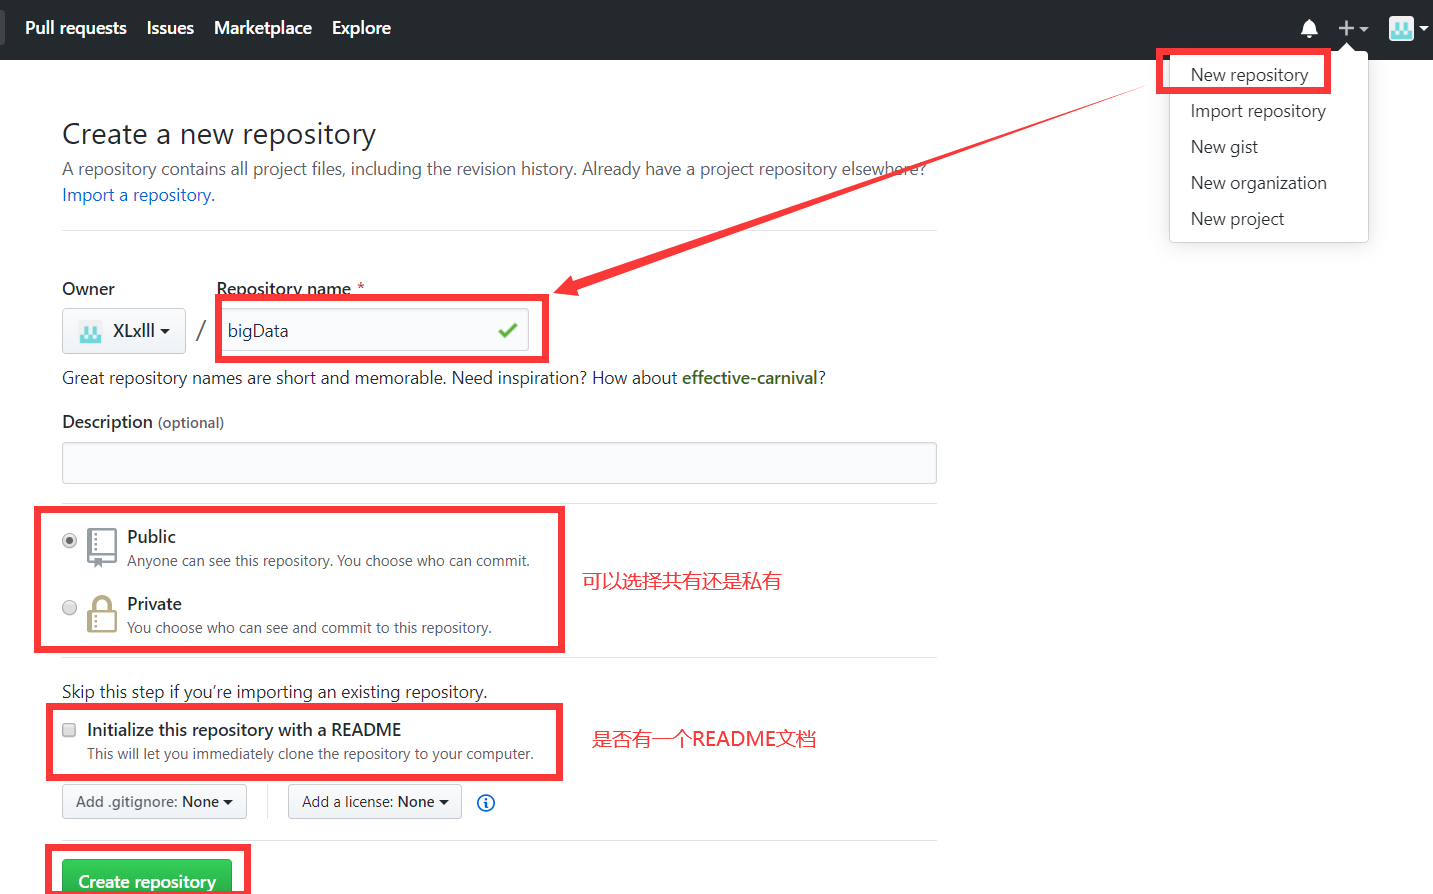 Pull requests Issues Marketplace Explore
New repository
Import repository
New gist
New organization
New project
Create a new repository
A repository contains all project files, including the revision history. Already have a project repository elsewhere?
Import a repository.
Owner Repository name *
XLxlll / bigData
Great repository names are short and memorable. Need inspiration? How about effective-carnival?
Description (optional)
Public
Anyone can see this repository. You choose who can commit.
可以选择共有还是私有
Private
You choose who can see and commit to this repository.
Skip this step if you’re importing an existing repository.
Initialize this repository with a README
This will let you immediately clone the repository to your computer.
是否有一个README文档
Add .gitignore: None Add a license: None
Create repository